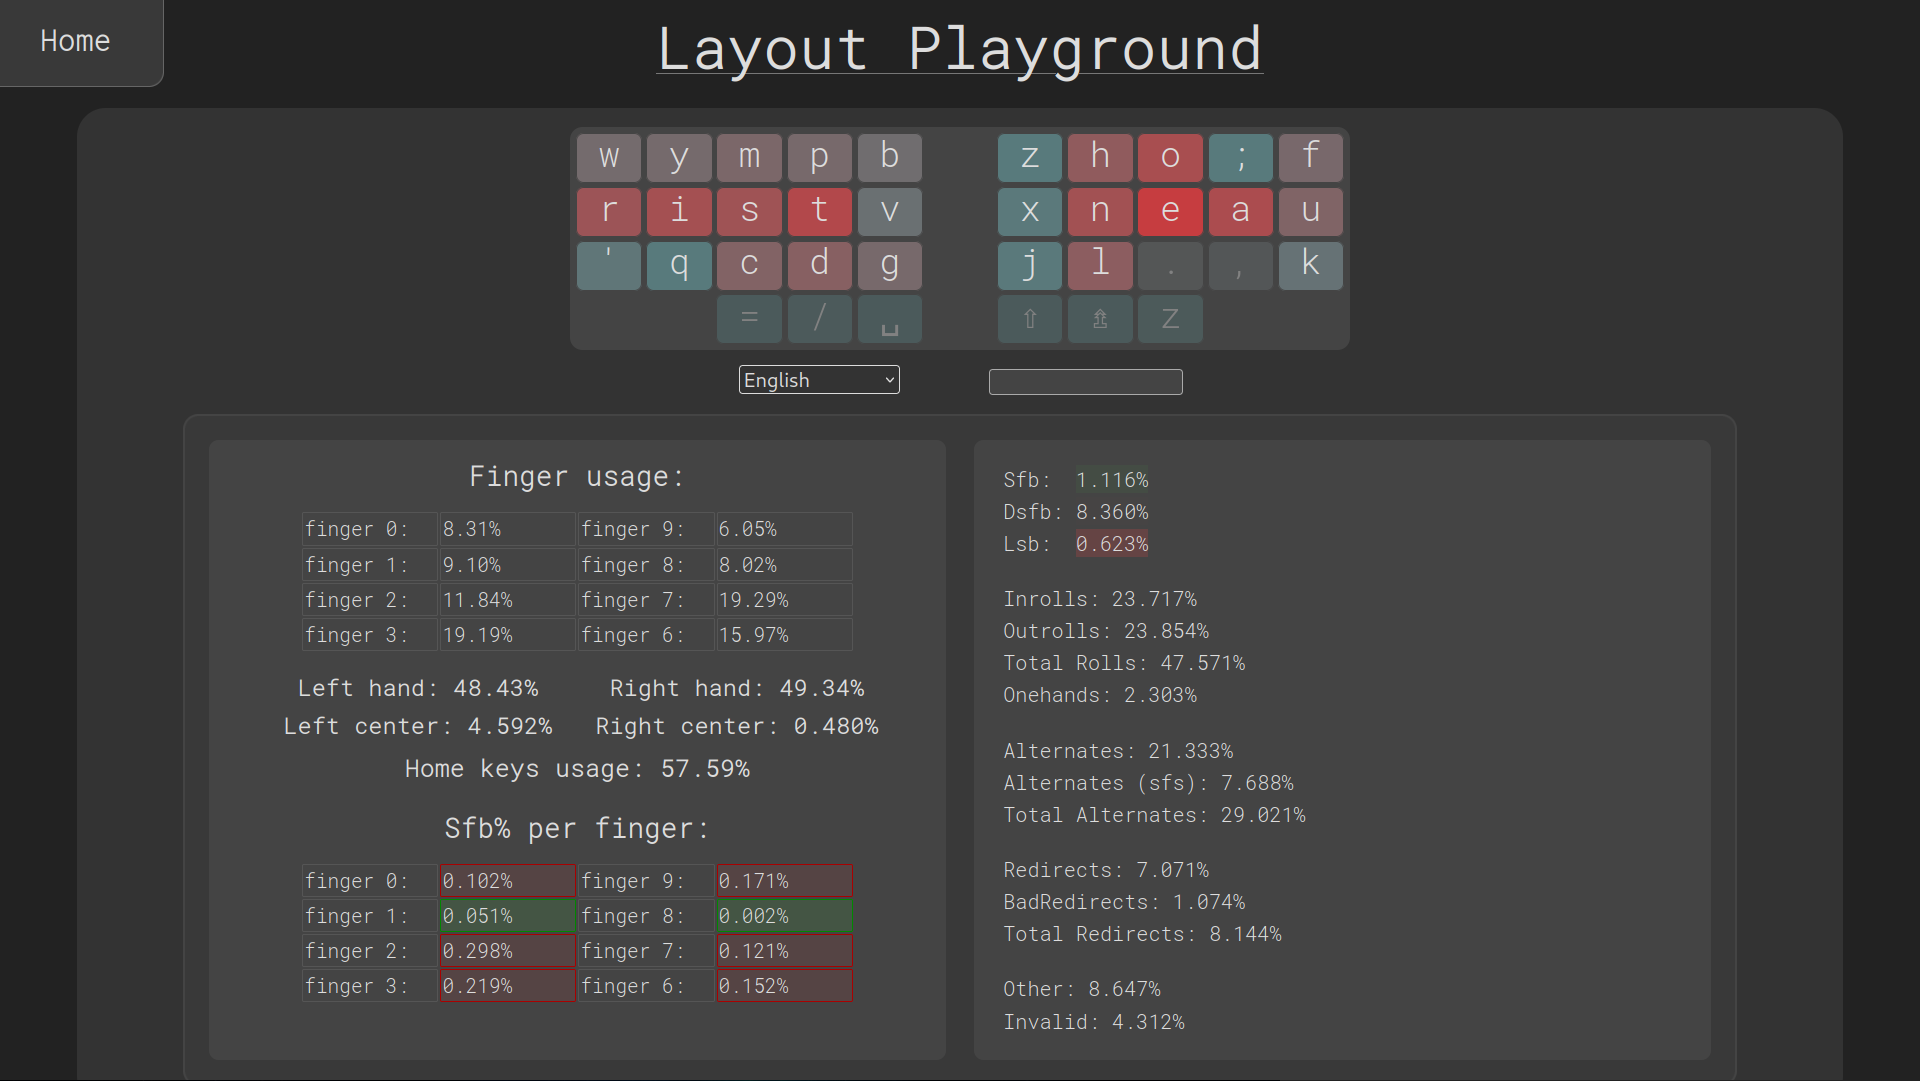 Home
Layout Playground
w y m p b z h o ; f
r i s t v x n e a u
' q c d g j l . , k
= / ␣ ⇧ ⇯ z
English
Finger usage:
finger 0: 8.31% finger 9: 6.05%
finger 1: 9.10% finger 8: 8.02%
finger 2: 11.84% finger 7: 19.29%
finger 3: 19.19% finger 6: 15.97%
Left hand: 48.43% Right hand: 49.34%
Left center: 4.592% Right center: 0.480%
Home keys usage: 57.59%
Sfb% per finger:
finger 0: 0.102% finger 9: 0.171%
finger 1: 0.051% finger 8: 0.002%
finger 2: 0.298% finger 7: 0.121%
finger 3: 0.219% finger 6: 0.152%
Sfb: 1.116%
Dsfb: 8.360%
Lsb: 0.623%
Inrolls: 23.717%
Outrolls: 23.854%
Total Rolls: 47.571%
Onehands: 2.303%
Alternates: 21.333%
Alternates (sfs): 7.688%
Total Alternates: 29.021%
Redirects: 7.071%
BadRedirects: 1.074%
Total Redirects: 8.144%
Other: 8.647%
Invalid: 4.312%